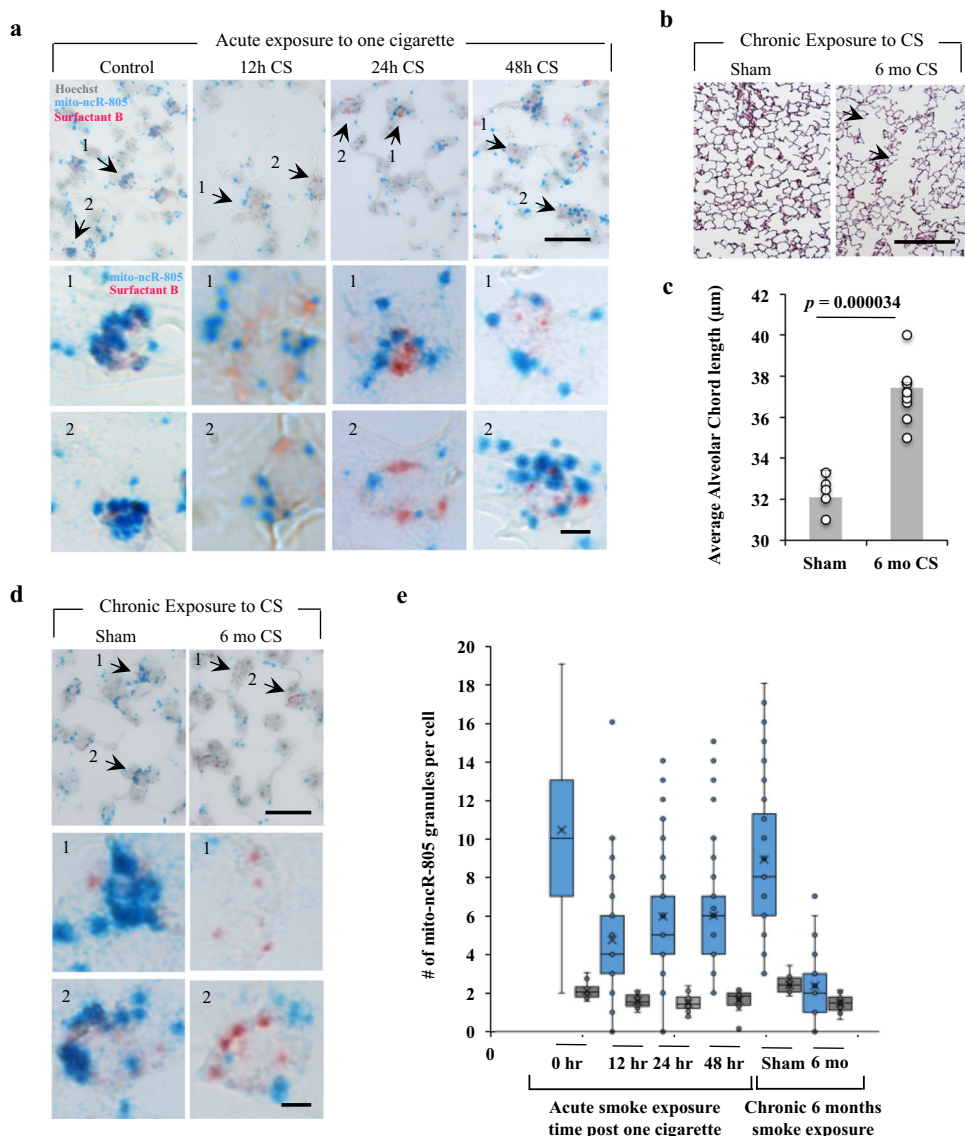 a
Acute exposure to one cigarette
Control 12h CS 24h CS 48h CS
Hoechst
mito-ncR-805
Surfactant B
1
2
1
2
2
1
1
2
mito-ncR-805
Surfactant B
1
1
1
1
2
2
2
2
b
Chronic Exposure to CS
Sham 6 mo CS
c
Average Alveolar Chord length (µm)
42
40
38
36
34
32
30
p = 0.000034
Sham 6 mo CS
d
Chronic Exposure to CS
Sham 6 mo CS
1
2
1
2
1
1
2
2
e
# of mito-ncR-805 granules per cell
20
18
16
14
12
10
8
6
4
2
0
0
0 hr 12 hr 24 hr 48 hr Sham 6 mo
Acute smoke exposure
time post one cigarette
Chronic 6 months
smoke exposure